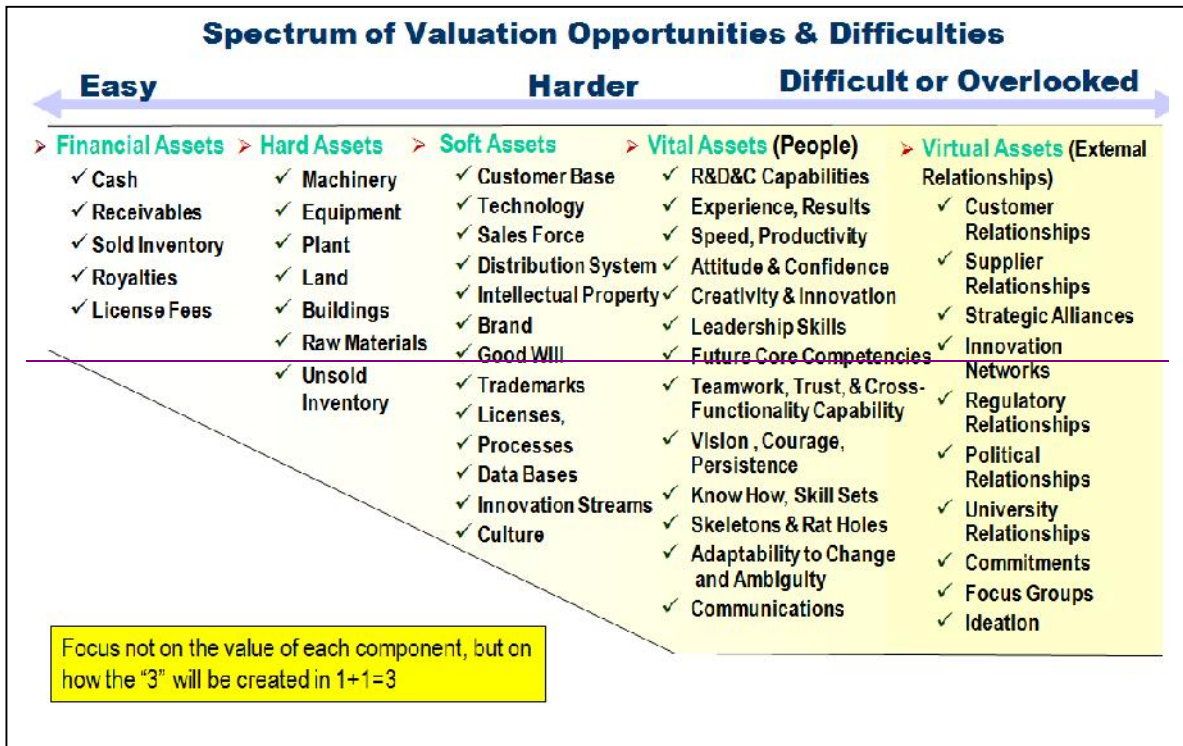 Spectrum of Valuation Opportunities & Difficulties
Easy
Harder
Difficult or Overlooked
➢ Financial Assets
✓ Cash
✓ Receivables
✓ Sold Inventory
✓ Royalties
✓ License Fees
➢ Hard Assets
✓ Machinery
✓ Equipment
✓ Plant
✓ Land
✓ Buildings
✓ Raw Materials
✓ Unsold
Inventory
➢ Soft Assets
✓ Customer Base
✓ Technology
✓ Sales Force
✓ Distribution System
✓ Intellectual Property
✓ Brand
✓ Good Will
✓ Trademarks
✓ Licenses,
✓ Processes
✓ Data Bases
✓ Innovation Streams
✓ Culture
➢ Vital Assets (People)
✓ R&D&C Capabilities
✓ Experience, Results
✓ Speed, Productivity
✓ Attitude & Confidence
✓ Creativity & Innovation
✓ Leadership Skills
✓ Future Core Competencies
✓ Teamwork, Trust, & Cross-
Functionality Capability
✓ Vision , Courage,
Persistence
✓ Know How, Skill Sets
✓ Skeletons & Rat Holes
✓ Adaptability to Change
and Ambiguity
✓ Communications
➢ Virtual Assets (External
Relationships)
✓ Customer
Relationships
✓ Supplier
Relationships
✓ Strategic Alliances
✓ Innovation
Networks
✓ Regulatory
Relationships
✓ Political
Relationships
✓ University
Relationships
✓ Commitments
✓ Focus Groups
✓ Ideation
Focus not on the value of each component, but on
how the “3” will be created in 1+1=3